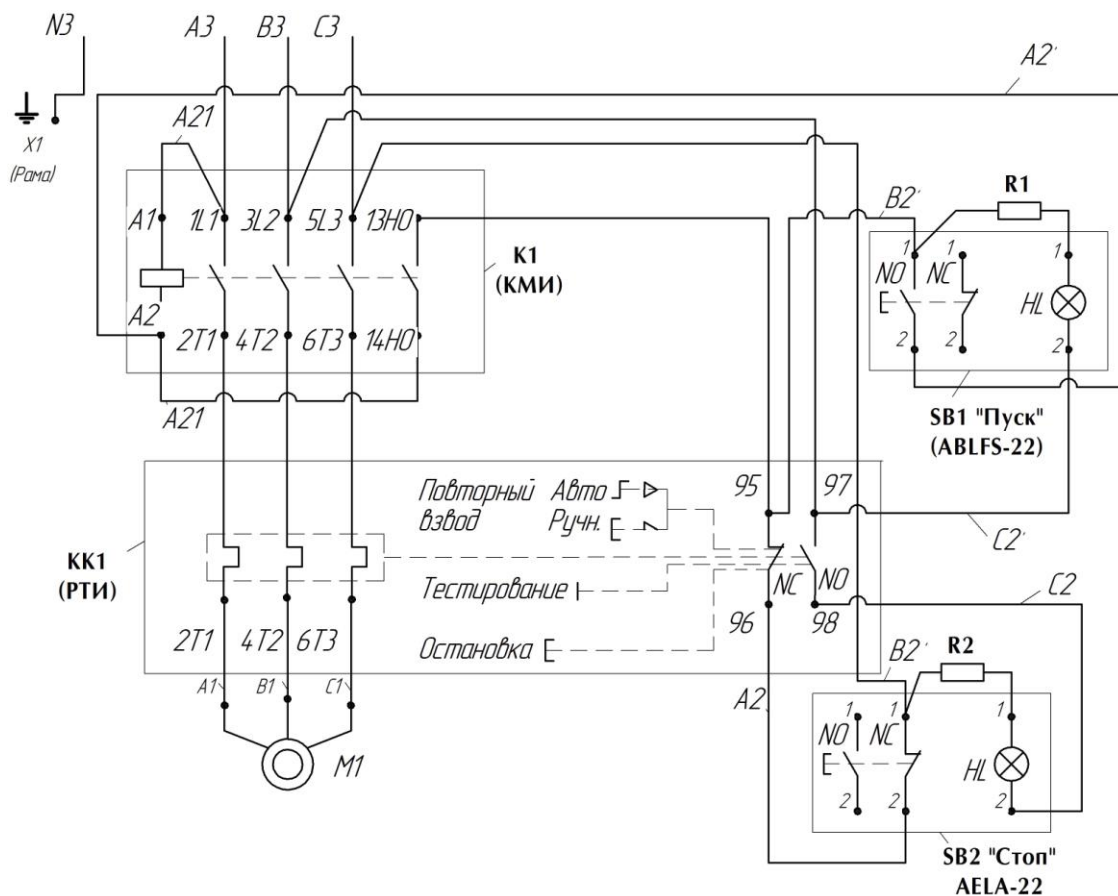 N3
A3
B3
C3
A2'
X1
(Рама)
A21
R1
B2'
A1
1L1
3L2
5L3
13НО
К1
(КМИ)
1
1
1
NO
NC
HL
A2
2T1
4T2
6T3
14НО
2
2
2
A21
SB1 "Пуск"
(ABLFS-22)
Повторный
взвод
Авто
Ручн.
95
97
C2'
КК1
(РТИ)
Тестирование
NC
NO
C2
96
98
Остановка
2T1
4T2
6T3
A1
B1
C1
B2'
R2
A2
1
1
1
NO
NC
HL
M1
2
2
2
SB2 "Стоп"
AELA-22